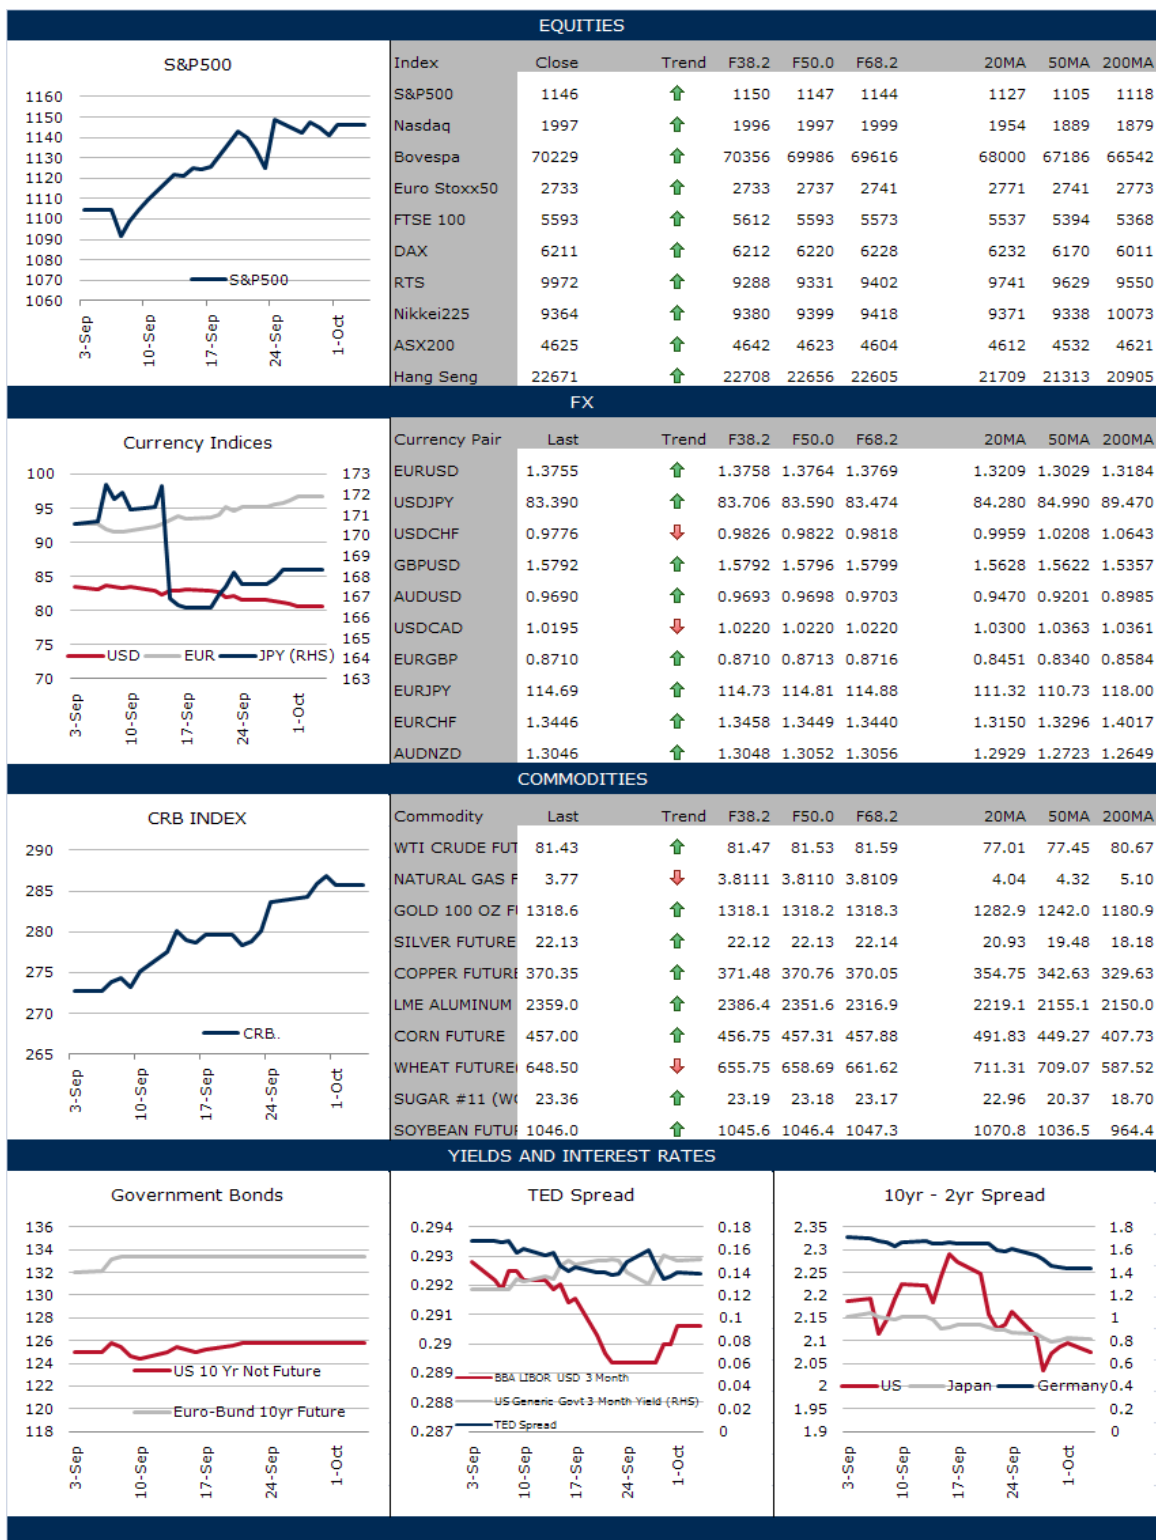 EQUITIES
S&P500
1160
1150
1140
1130
1120
1110
1100
1090
1080
1070
1060
S&P500
3-Sep
10-Sep
17-Sep
24-Sep
1-Oct
Index Close Trend F38.2 F50.0 F68.2 20MA 50MA 200MA
S&P500 1146 1150 1147 1144 1127 1105 1118
Nasdaq 1997 1996 1997 1999 1954 1889 1879
Bovespa 70229 70356 69986 69616 68000 67186 66542
Euro Stoxx50 2733 2733 2737 2741 2771 2741 2773
FTSE 100 5593 5612 5593 5573 5537 5394 5368
DAX 6211 6212 6220 6228 6232 6170 6011
RTS 9972 9288 9331 9402 9741 9629 9550
Nikkei225 9364 9380 9399 9418 9371 9338 10073
ASX200 4625 4642 4623 4604 4612 4532 4621
Hang Seng 22671 22708 22656 22605 21709 21313 20905
FX
Currency Indices
100
95
90
85
80
75
70
173
172
171
170
169
168
167
166
165
164
163
USD EUR JPY (RHS)
3-Sep
10-Sep
17-Sep
24-Sep
1-Oct
Currency Pair Last Trend F38.2 F50.0 F68.2 20MA 50MA 200MA
EURUSD 1.3755 1.3758 1.3764 1.3769 1.3209 1.3029 1.3184
USDJPY 83.390 83.706 83.590 83.474 84.280 84.990 89.470
USDCHF 0.9776 0.9826 0.9822 0.9818 0.9959 1.0208 1.0643
GBPUSD 1.5792 1.5792 1.5796 1.5799 1.5628 1.5622 1.5357
AUDUSD 0.9690 0.9693 0.9698 0.9703 0.9470 0.9201 0.8985
USDCAD 1.0195 1.0220 1.0220 1.0220 1.0300 1.0363 1.0361
EURGBP 0.8710 0.8710 0.8713 0.8716 0.8451 0.8340 0.8584
EURJPY 114.69 114.73 114.81 114.88 111.32 110.73 118.00
EURCHF 1.3446 1.3458 1.3449 1.3440 1.3150 1.3296 1.4017
AUDNZD 1.3046 1.3048 1.3052 1.3056 1.2929 1.2723 1.2649
COMMODITIES
CRB INDEX
290
285
280
275
270
265
CRB..
3-Sep
10-Sep
17-Sep
24-Sep
1-Oct
Commodity Last Trend F38.2 F50.0 F68.2 20MA 50MA 200MA
WTI CRUDE FUT 81.43 81.47 81.53 81.59 77.01 77.45 80.67
NATURAL GAS F 3.77 3.8111 3.8110 3.8109 4.04 4.32 5.10
GOLD 100 OZ FU 1318.6 1318.1 1318.2 1318.3 1282.9 1242.0 1180.9
SILVER FUTURE 22.13 22.12 22.13 22.14 20.93 19.48 18.18
COPPER FUTURE 370.35 371.48 370.76 370.05 354.75 342.63 329.63
LME ALUMINUM 2359.0 2386.4 2351.6 2316.9 2219.1 2155.1 2150.0
CORN FUTURE 457.00 456.75 457.31 457.88 491.83 449.27 407.73
WHEAT FUTURE( 648.50 655.75 658.69 661.62 711.31 709.07 587.52
SUGAR #11 (WO 23.36 23.19 23.18 23.17 22.96 20.37 18.70
SOYBEAN FUTUI 1046.0 1045.6 1046.4 1047.3 1070.8 1036.5 964.4
YIELDS AND INTEREST RATES
Government Bonds
136
134
132
130
128
126
124
122
120
118
US 10 Yr Not Future
Euro-Bund 10yr Future
3-Sep
10-Sep
17-Sep
24-Sep
1-Oct
TED Spread
0.294
0.293
0.292
0.291
0.29
0.289
0.288
0.287
0.18
0.16
0.14
0.12
0.1
0.08
0.06
0.04
0.02
0
BBA LIBOR USD 3 Month
US Generic Govt 3 Month Yield (RHS)
TED Spread
3-Sep
10-Sep
17-Sep
24-Sep
1-Oct
10yr - 2yr Spread
2.35
2.3
2.25
2.2
2.15
2.1
2.05
2
1.95
1.9
1.8
1.6
1.4
1.2
1
0.8
0.6
0.4
0.2
0
US Japan Germany
3-Sep
10-Sep
17-Sep
24-Sep
1-Oct